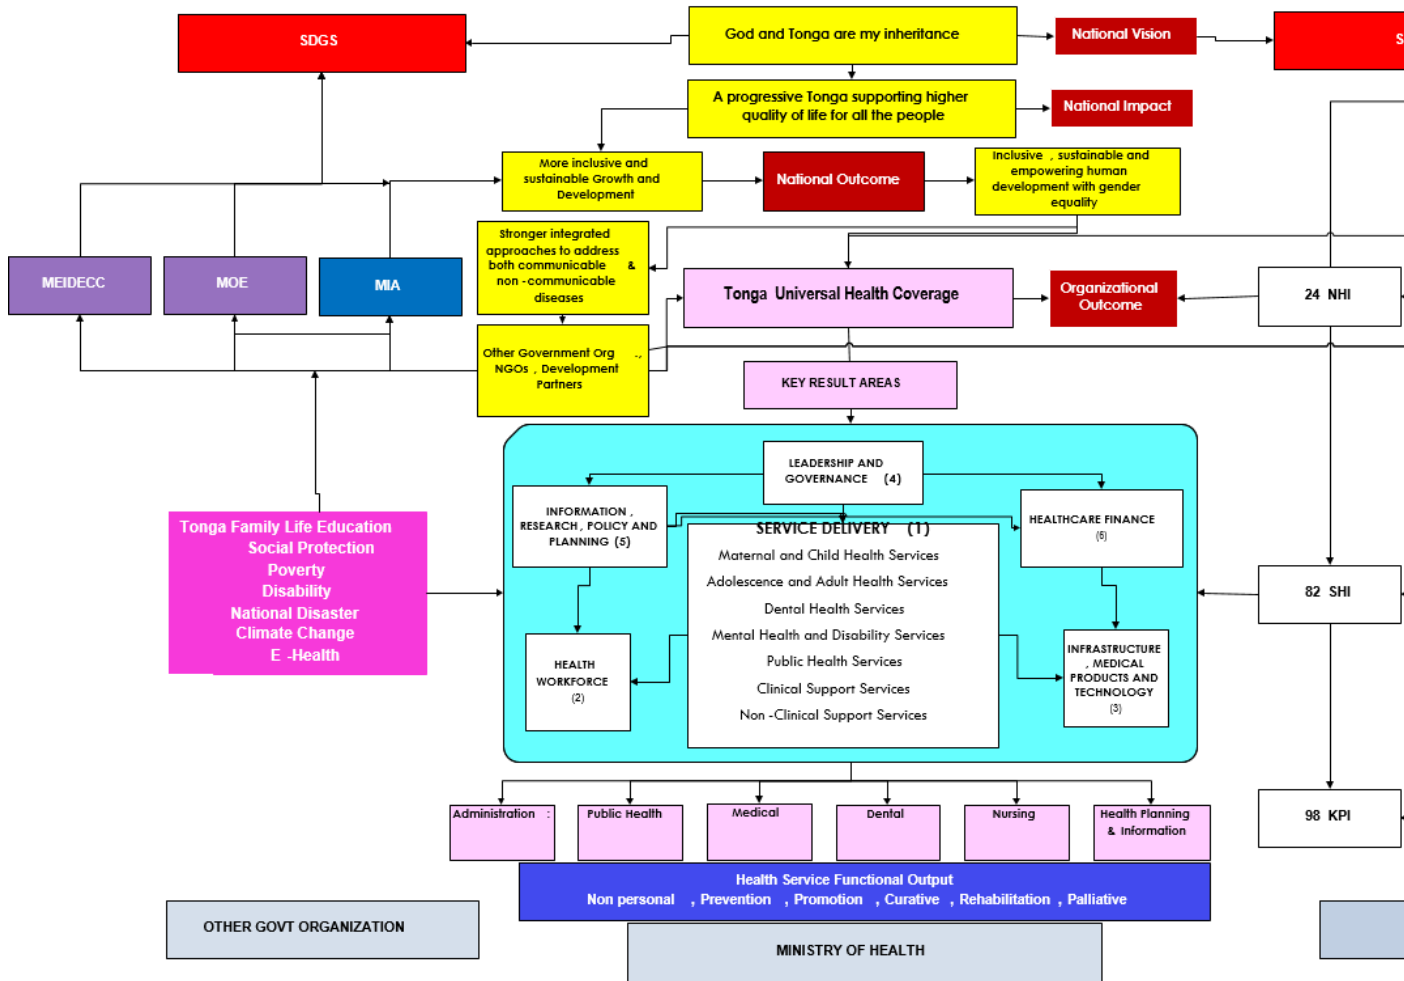 SDGS
God and Tonga are my inheritance
National Vision
S
A progressive Tonga supporting higher
quality of life for all the people
National Impact
More inclusive and
sustainable Growth and
Development
National Outcome
Inclusive , sustainable and
empowering human
development with gender
equality
Stronger integrated
approaches to address
both communicable &
non -communicable
diseases
MEIDECC
MOE
MIA
Tonga Universal Health Coverage
Organizational
Outcome
24 NHI
Other Government Org .,
NGOs , Development
Partners
KEY RESULT AREAS
LEADERSHIP AND
GOVERNANCE (4)
INFORMATION ,
RESEARCH , POLICY AND
PLANNING (5)
HEALTHCARE FINANCE
(6)
SERVICE DELIVERY (1)
Maternal and Child Health Services
Adolescence and Adult Health Services
Dental Health Services
Mental Health and Disability Services
Public Health Services
Clinical Support Services
Non -Clinical Support Services
HEALTH
WORKFORCE
(2)
INFRASTRUCTURE
, MEDICAL
PRODUCTS AND
TECHNOLOGY
(3)
Tonga Family Life Education
Social Protection
Poverty
Disability
National Disaster
Climate Change
E -Health
82 SHI
98 KPI
Administration :
Public Health
Medical
Dental
Nursing
Health Planning
& Information
Health Service Functional Output
Non personal , Prevention , Promotion , Curative , Rehabilitation , Palliative
OTHER GOVT ORGANIZATION
MINISTRY OF HEALTH